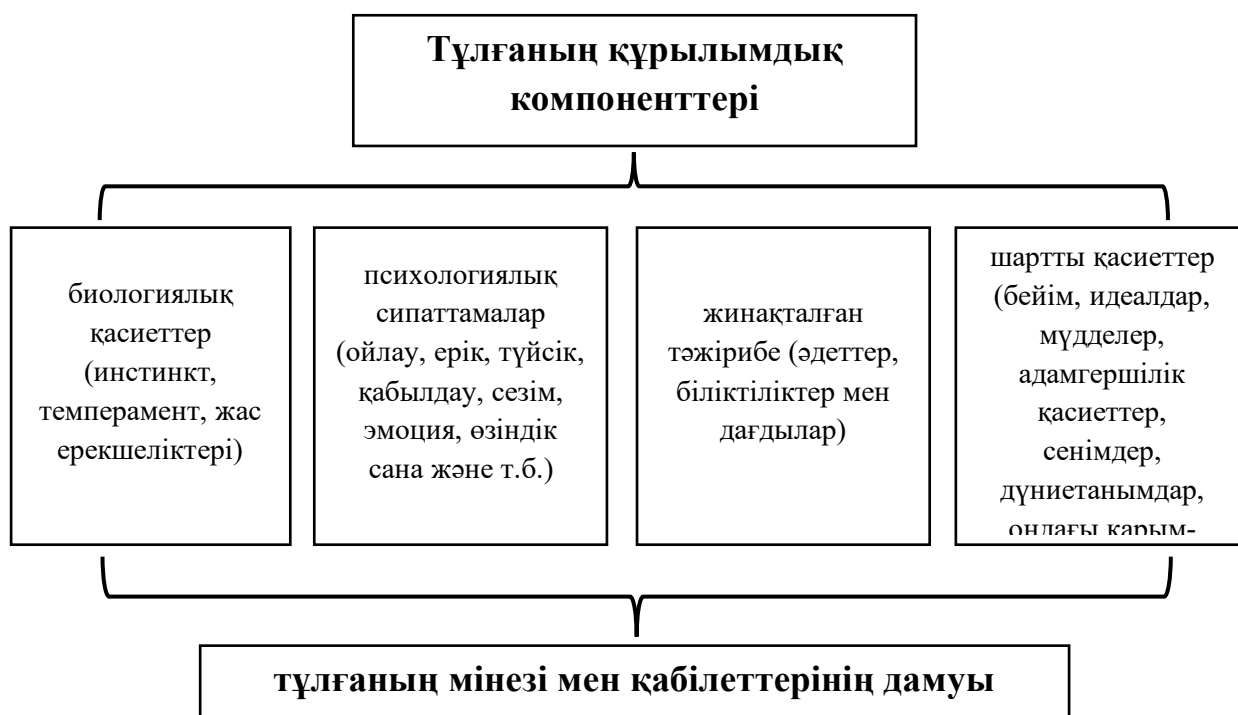 Тұлғаның құрылымдық
компоненттері
биологиялық
қасиеттер
(инстинкт,
темперамент, жас
ерекшеліктері)
психологиялық
сипаттамалар
(ойлау, ерік, түйсік,
қабылдау, сезім,
эмоция, өзіндік
сана және т.б.)
жинақталған
тәжірибе (әдеттер,
біліктіліктер мен
дағдылар)
шартты қасиеттер
(бейім, идеалдар,
мүдделер,
адамгершілік
қасиеттер,
сенімдер,
дүниетанымдар,
ондағы қарым-
тұлғаның мінезі мен қабілеттерінің дамуы